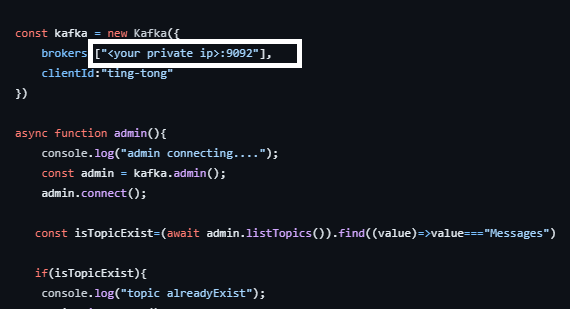 const kafka = new Kafka({
brokers ["<your private ip>:9092"],
clientId:"ting-tong"
})
async function admin(){
console.log("admin connecting....");
const admin = kafka.admin();
admin.connect();
const isTopicExist=(await admin.listTopics()).find((value)=>value==="Messages")
if(isTopicExist){
console.log("topic alreadyExist");